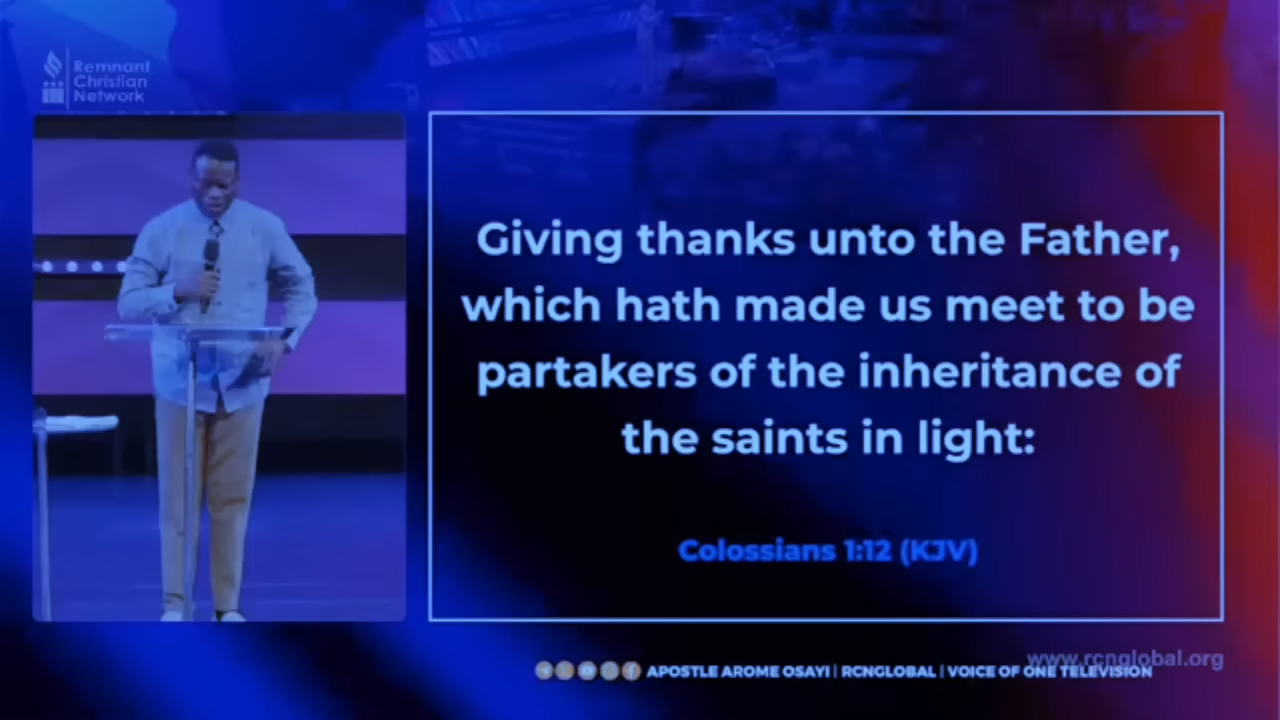 Remnant
Christian
Network
Giving thanks unto the Father,
which hath made us meet to be
partakers of the inheritance of
the saints in light:
Colossians 1:12 (KJV)
www.rcnglobal.org
APOSTLE AROME OSAYI | RCNGLOBAL | VOICE OF ONE TELEVISION